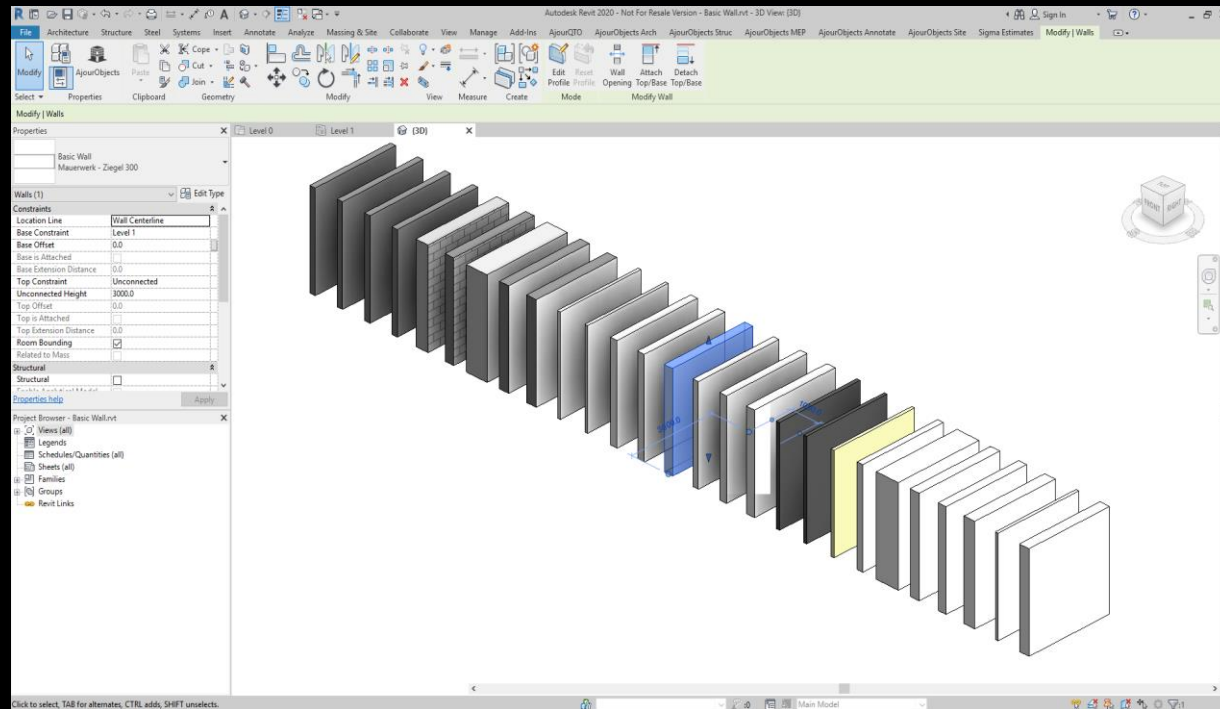 Autodesk Revit 2020 - Not For Resale Version - Basic Wall.rvt - 3D View: {3D}
Sign In
File Architecture Structure Steel Systems Insert Annotate Analyze Massing & Site Collaborate View Manage Add-Ins AjourQTO AjourObjects Arch AjourObjects Struc AjourObjects MEP AjourObjects Annotate AjourObjects Site Sigma Estimates Modify | Walls
Modify
AjourObjects
Paste
Cope
Cut
Join
Edit Profile
Reset Profile
Wall Opening
Attach Top/Base
Detach Top/Base
Select Properties Clipboard Geometry Modify View Measure Create Mode Modify Wall
Modify | Walls
Properties
Level 0
Level 1
{3D}
Basic Wall
Mauerwerk - Ziegel 300
Walls (1) Edit Type
Constraints
Location Line Wall Centerline
Base Constraint Level 1
Base Offset 0.0
Base is Attached
Base Extension Distance 0.0
Top Constraint Unconnected
Unconnected Height 3000.0
Top Offset 0.0
Top is Attached
Top Extension Distance 0.0
Room Bounding
Related to Mass
Structural
Structural
Properties help Apply
Project Browser - Basic Wall.rvt
Views (all)
Legends
Schedules/Quantities (all)
Sheets (all)
Families
Groups
Revit Links
FRONT
RIGHT
Click to select, TAB for alternates, CTRL adds, SHIFT unselects.
:0
Main Model
:1